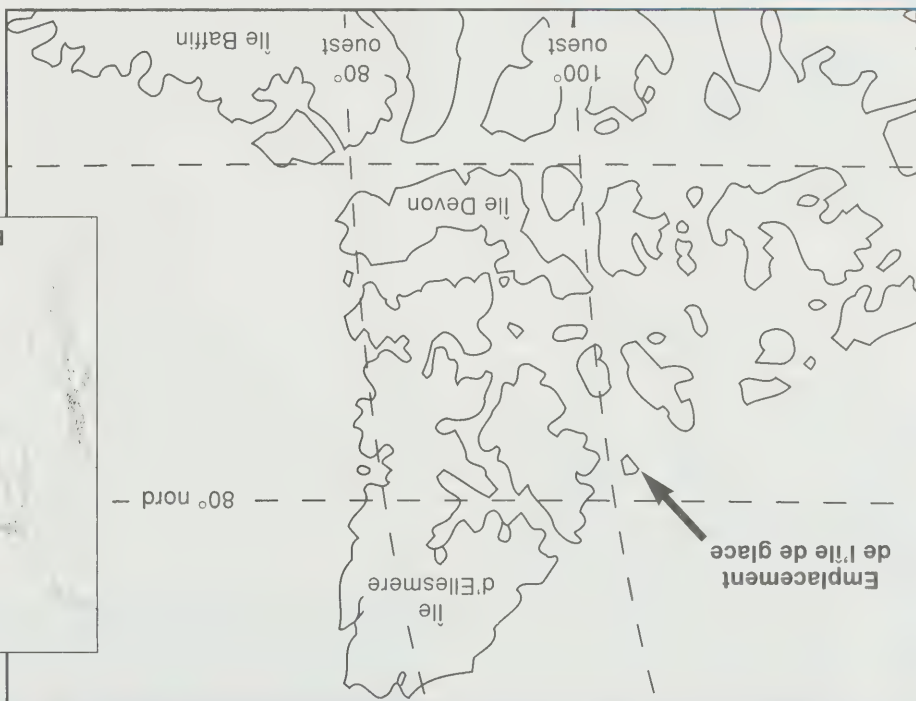 Emplacement
de l'île de glace
Île
d'Ellesmere
80° nord
Île Devon
100°
ouest
80°
ouest
Île Baffin